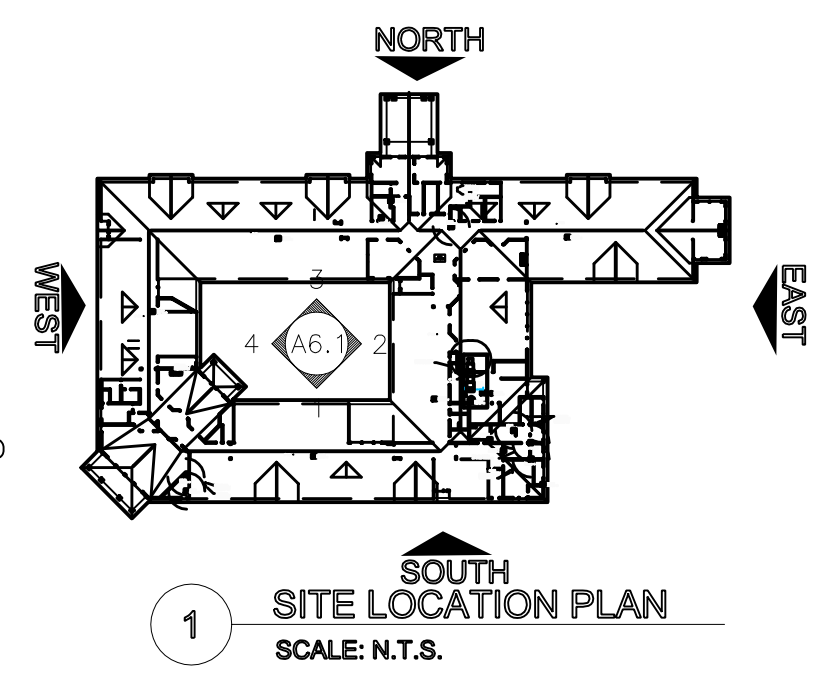 NORTH
WEST
EAST
3
4
A6.1
2
1
SOUTH
1
SITE LOCATION PLAN
SCALE: N.T.S.